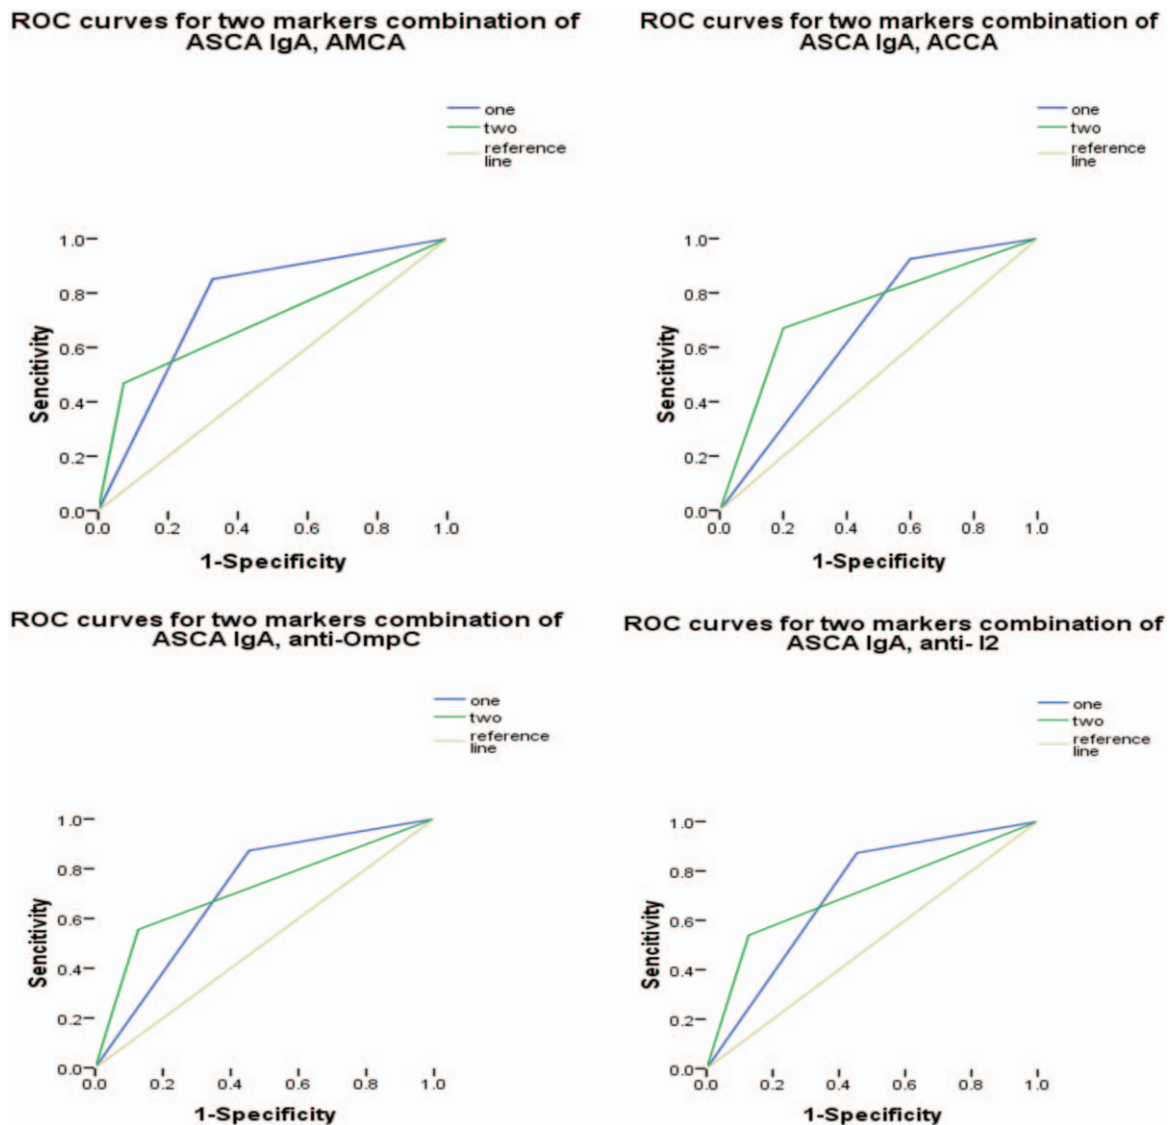 ROC curves for two markers combination of
ASCA IgA, AMCA
one
two
reference
line
1.0
0.8
0.6
0.4
0.2
0.0
Sencitivity
0.0 0.2 0.4 0.6 0.8 1.0
1-Specificity
ROC curves for two markers combination of
ASCA IgA, ACCA
one
two
reference
line
1.0
0.8
0.6
0.4
0.2
0.0
Sencitivity
0.0 0.2 0.4 0.6 0.8 1.0
1-Specificity
ROC curves for two markers combination of
ASCA IgA, anti-OmpC
one
two
reference
line
1.0
0.8
0.6
0.4
0.2
0.0
Sencitivity
0.0 0.2 0.4 0.6 0.8 1.0
1-Specificity
ROC curves for two markers combination of
ASCA IgA, anti- I2
one
two
reference
line
1.0
0.8
0.6
0.4
0.2
0.0
Sencitivity
0.0 0.2 0.4 0.6 0.8 1.0
1-Specificity